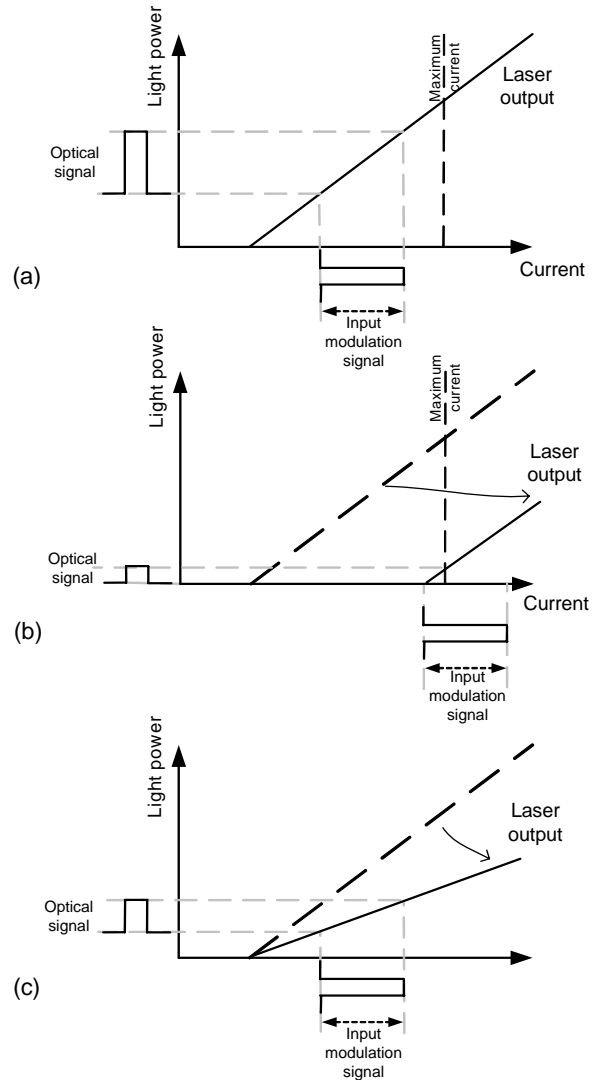 Light power
Maximum
current
Laser
output
Optical
signal
Current
(a)
Input
modulation
signal
Light power
Maximum
current
Laser
output
Optical
signal
Current
(b)
Input
modulation
signal
Light power
Laser
output
Optical
signal
(c)
Input
modulation
signal